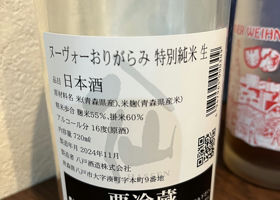 ヌーヴォーおりがらみ 特別純米 生
品目 日本酒
原材料名 米(青森県産)、米麹(青森県産米)
精米歩合 麹米55%、掛米60%
アルコール分 16度(原酒)
内容量 720ml
製造年月 2024年11月
製造者 八戸酒造株式会社
青森県八戸市大字湊町字本町9番地
要冷蔵
ER WEIHN